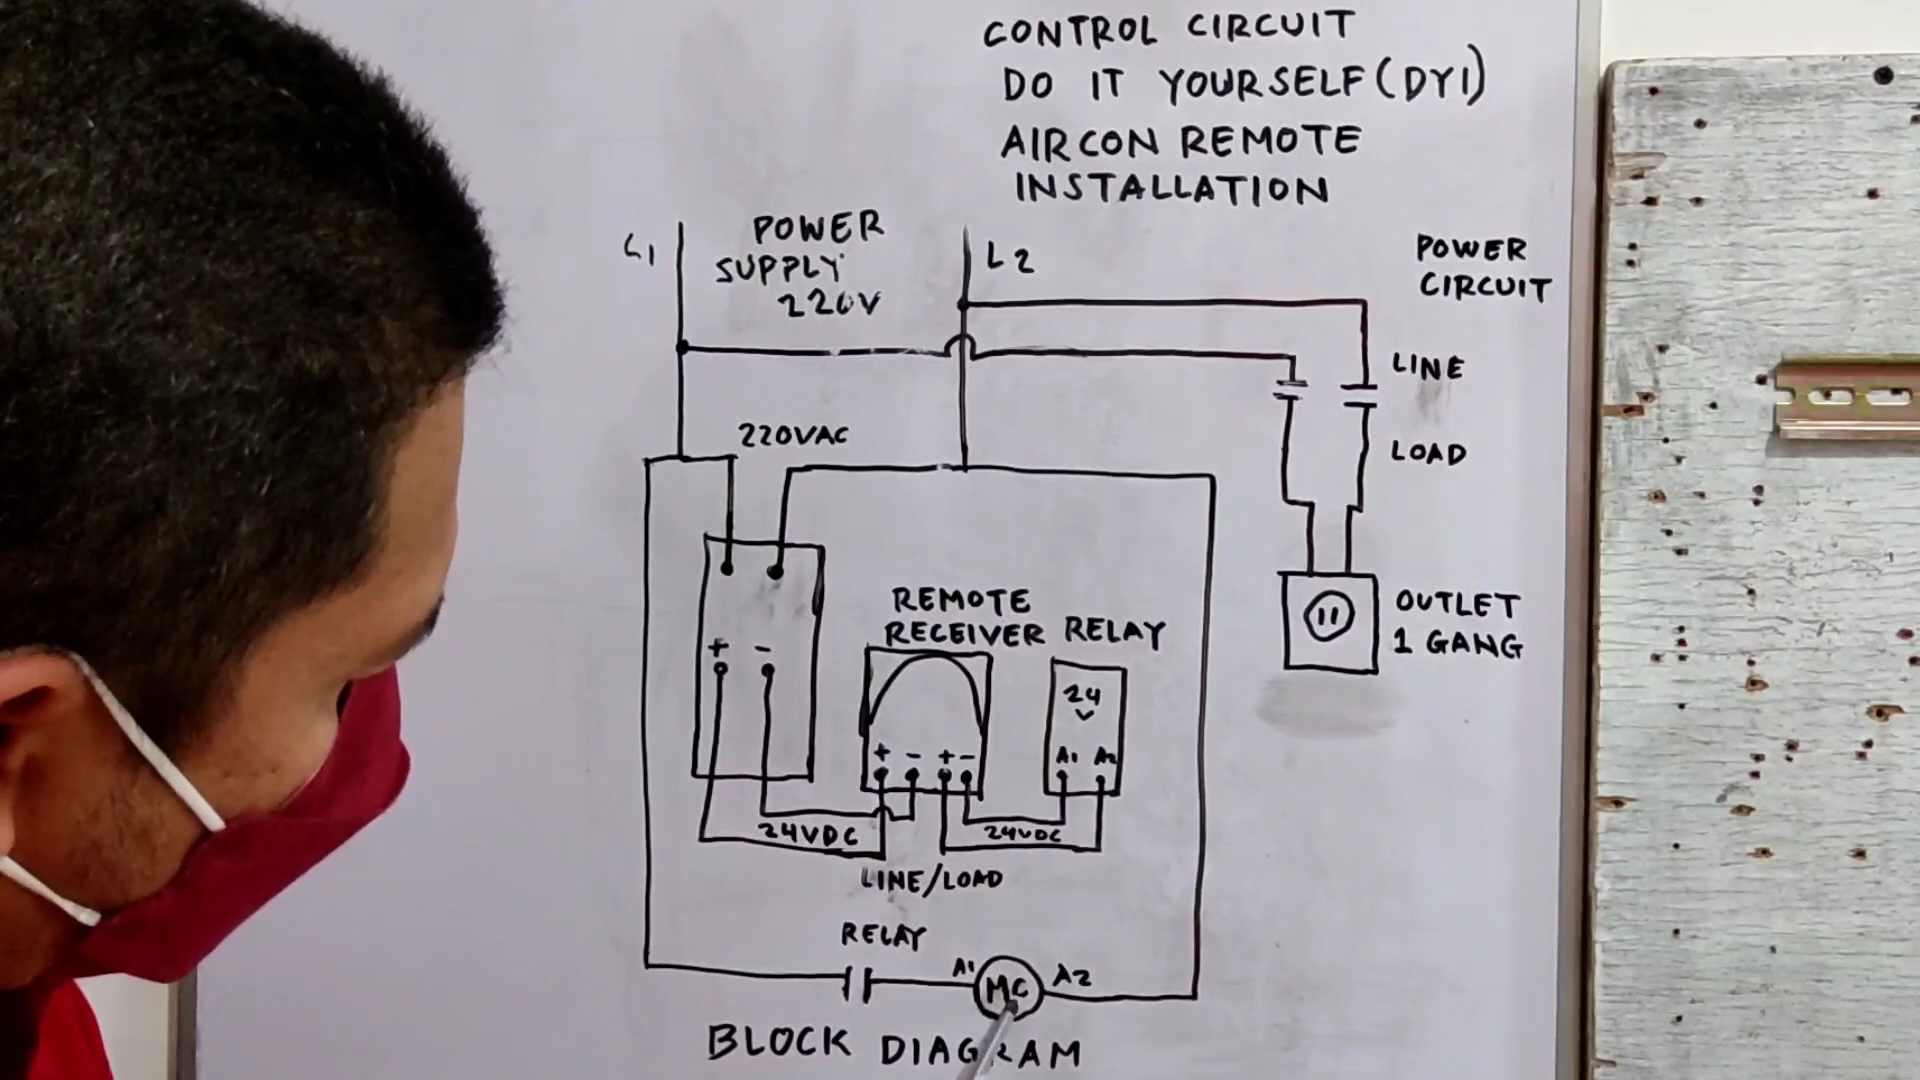 CONTROL CIRCUIT
DO IT YOURSELF (DYI)
AIRCON REMOTE
INSTALLATION
L1
POWER
SUPPLY
220V
L2
POWER
CIRCUIT
LINE
LOAD
220VAC
REMOTE
RECEIVER
RELAY
OUTLET
1 GANG
+ -
24
V
+ - + -
A1 A2
24VDC
24VDC
LINE/LOAD
RELAY
A1
MC
A2
BLOCK DIAGRAM